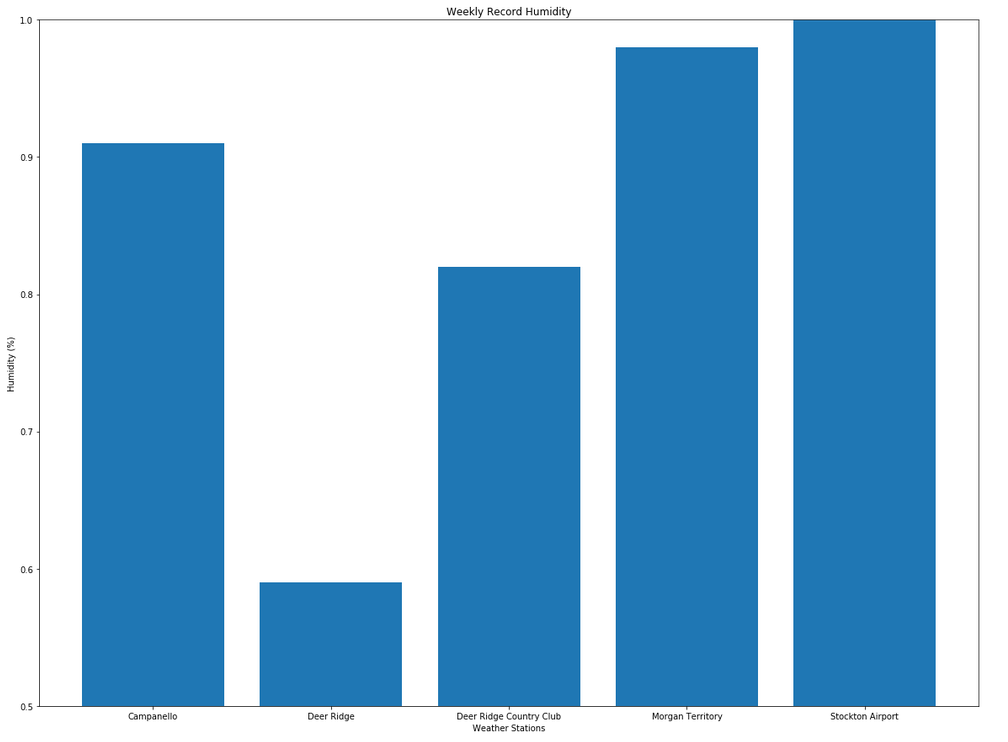 Weekly Record Humidity
1.0
0.9
0.8
0.7
0.6
0.5
Humidity (%)
Campanello Deer Ridge Deer Ridge Country Club Morgan Territory Stockton Airport
Weather Stations